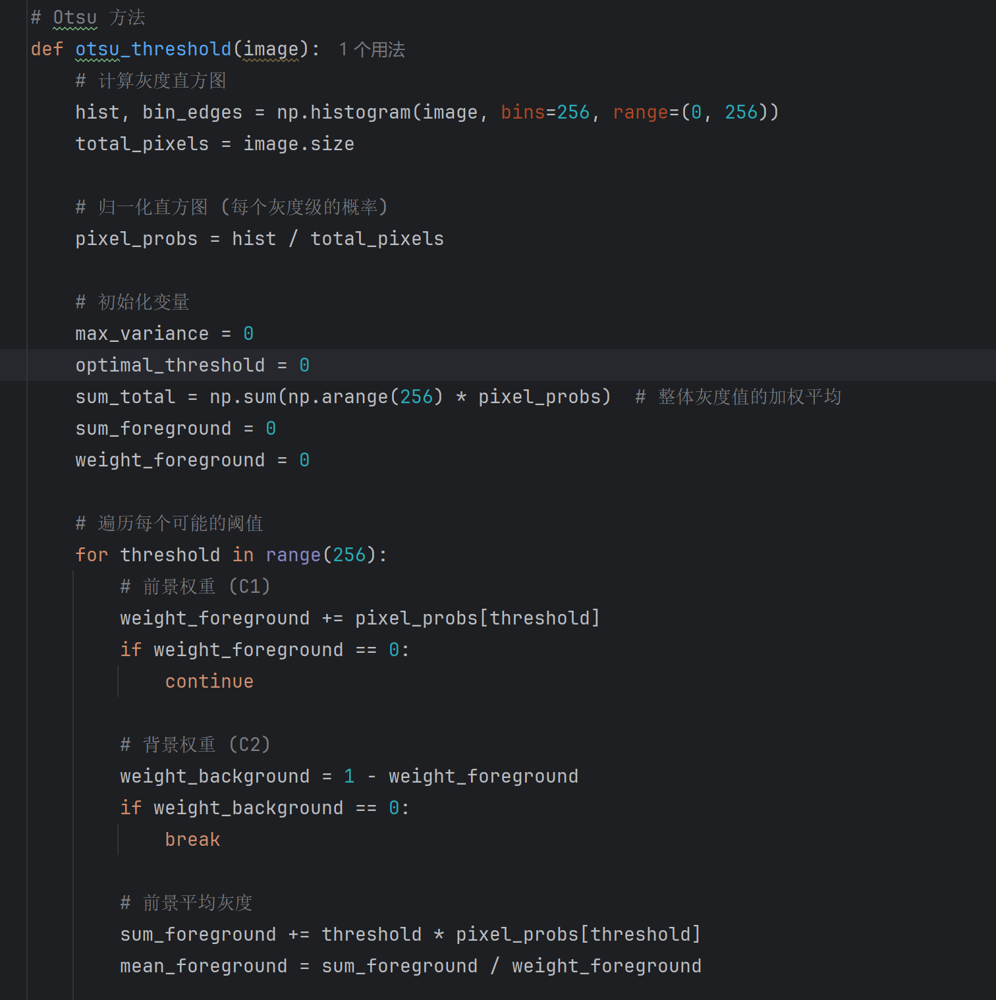 # Otsu 方法
def otsu_threshold(image): 1 个用法
# 计算灰度直方图
hist, bin_edges = np.histogram(image, bins=256, range=(0, 256))
total_pixels = image.size
# 归一化直方图 (每个灰度级的概率)
pixel_probs = hist / total_pixels
# 初始化变量
max_variance = 0
optimal_threshold = 0
sum_total = np.sum(np.arange(256) * pixel_probs)  # 整体灰度值的加权平均
sum_foreground = 0
weight_foreground = 0
# 遍历每个可能的阈值
for threshold in range(256):
# 前景权重 (C1)
weight_foreground += pixel_probs[threshold]
if weight_foreground == 0:
continue
# 背景权重 (C2)
weight_background = 1 - weight_foreground
if weight_background == 0:
break
# 前景平均灰度
sum_foreground += threshold * pixel_probs[threshold]
mean_foreground = sum_foreground / weight_foreground